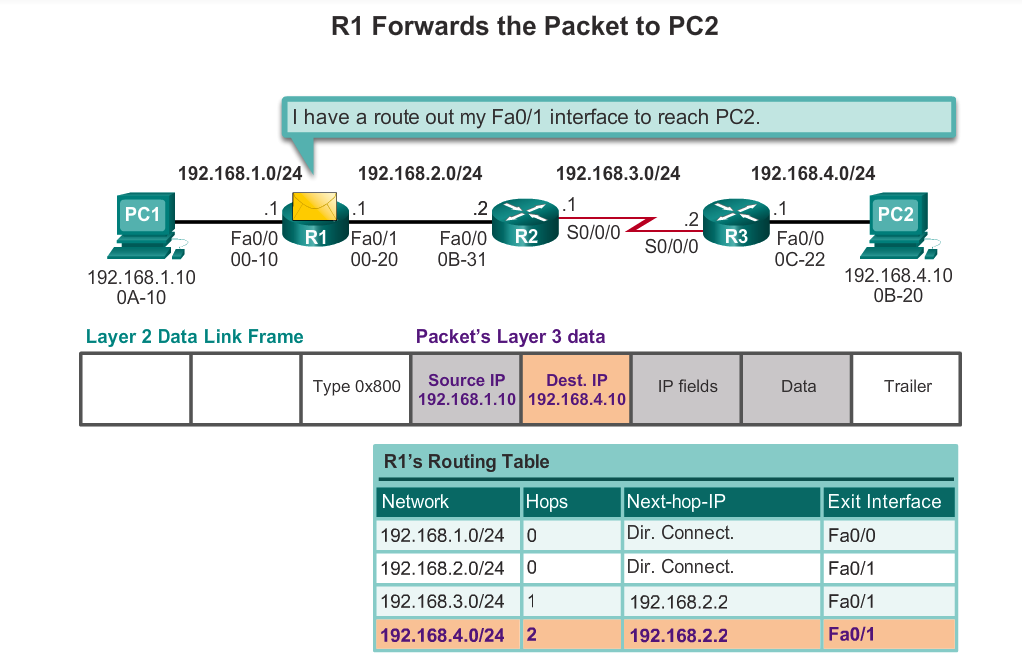 R1 Forwards the Packet to PC2
I have a route out my Fa0/1 interface to reach PC2.
192.168.1.0/24 192.168.2.0/24 192.168.3.0/24 192.168.4.0/24
PC1 .1 R1 .1 .2 R2 .1 .2 R3 .1 PC2
Fa0/0 Fa0/1 Fa0/0 S0/0/0 S0/0/0 Fa0/0
00-10 00-20 0B-31 0C-22
192.168.1.10 192.168.4.10
0A-10 0B-20
Layer 2 Data Link Frame Packet's Layer 3 data
Type 0x800 Source IP 192.168.1.10 Dest. IP 192.168.4.10 IP fields Data Trailer
R1's Routing Table
Network Hops Next-hop-IP Exit Interface
192.168.1.0/24 0 Dir. Connect. Fa0/0
192.168.2.0/24 0 Dir. Connect. Fa0/1
192.168.3.0/24 1 192.168.2.2 Fa0/1
192.168.4.0/24 2 192.168.2.2 Fa0/1